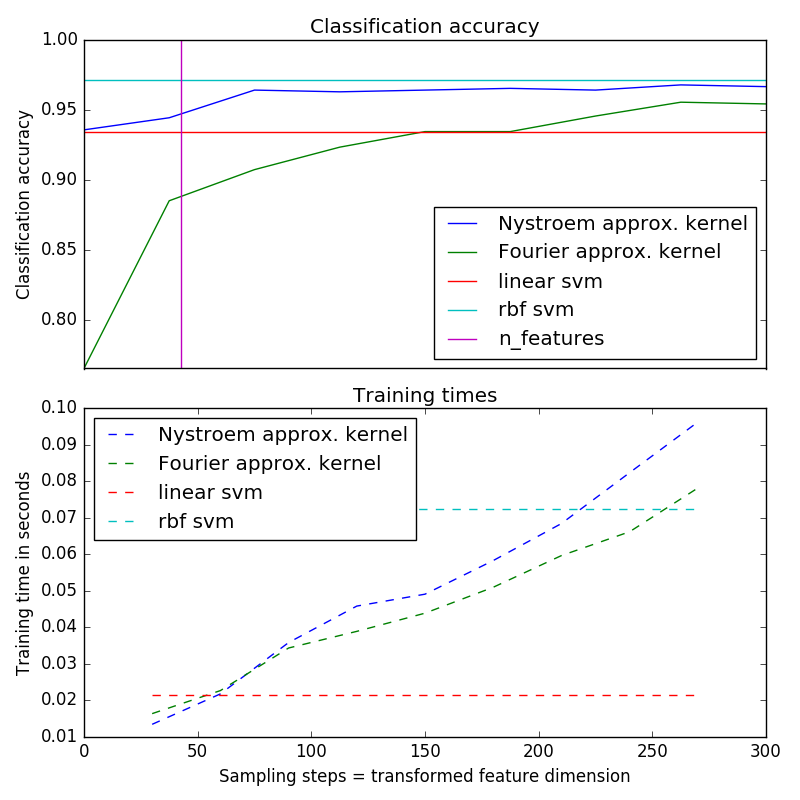 Classification accuracy
1.00
0.95
0.90
0.85
0.80
Classification accuracy
Nystroem approx. kernel
Fourier approx. kernel
linear svm
rbf svm
n_features
Training times
0.10
0.09
0.08
0.07
0.06
0.05
0.04
0.03
0.02
0.01
Training time in seconds
Nystroem approx. kernel
Fourier approx. kernel
linear svm
rbf svm
0 50 100 150 200 250 300
Sampling steps = transformed feature dimension